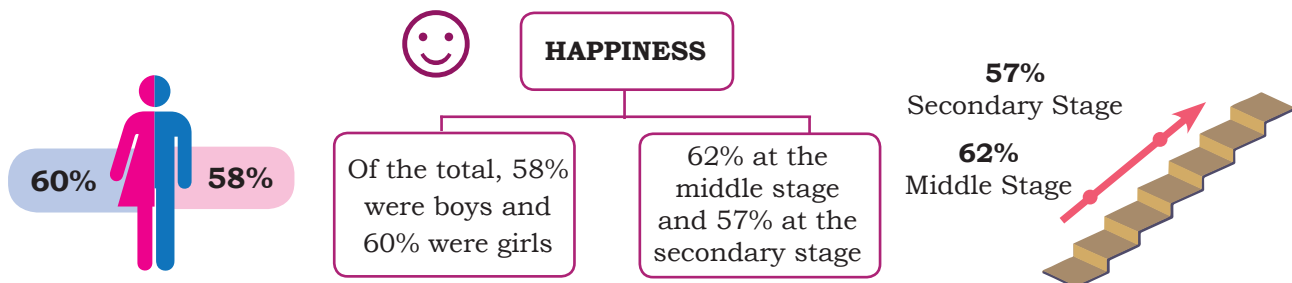 HAPPINESS
60%
58%
Of the total, 58%
were boys and
60% were girls
62% at the
middle stage
and 57% at the
secondary stage
57%
Secondary Stage
62%
Middle Stage